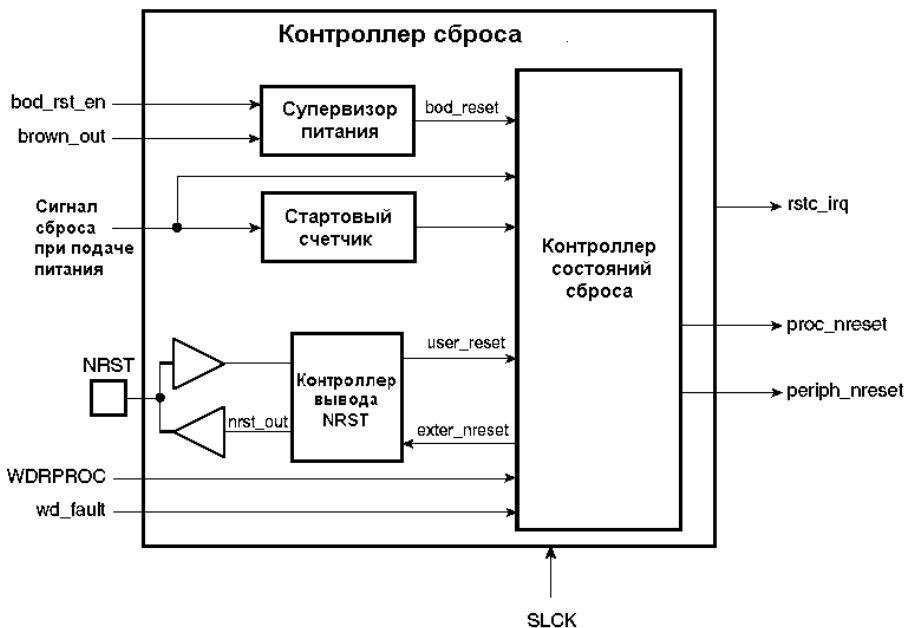 Контроллер сброса
bod_rst_en
brown_out
Супервизор
питания
bod_reset
Сигнал
сброса
при подаче
питания
Стартовый
счетчик
Контроллер
состояний
сброса
rstc_irq
proc_nreset
periph_nreset
NRST
Контроллер
вывода
NRST
user_reset
nrst_out
exter_nreset
WDRPROC
wd_fault
SLCK